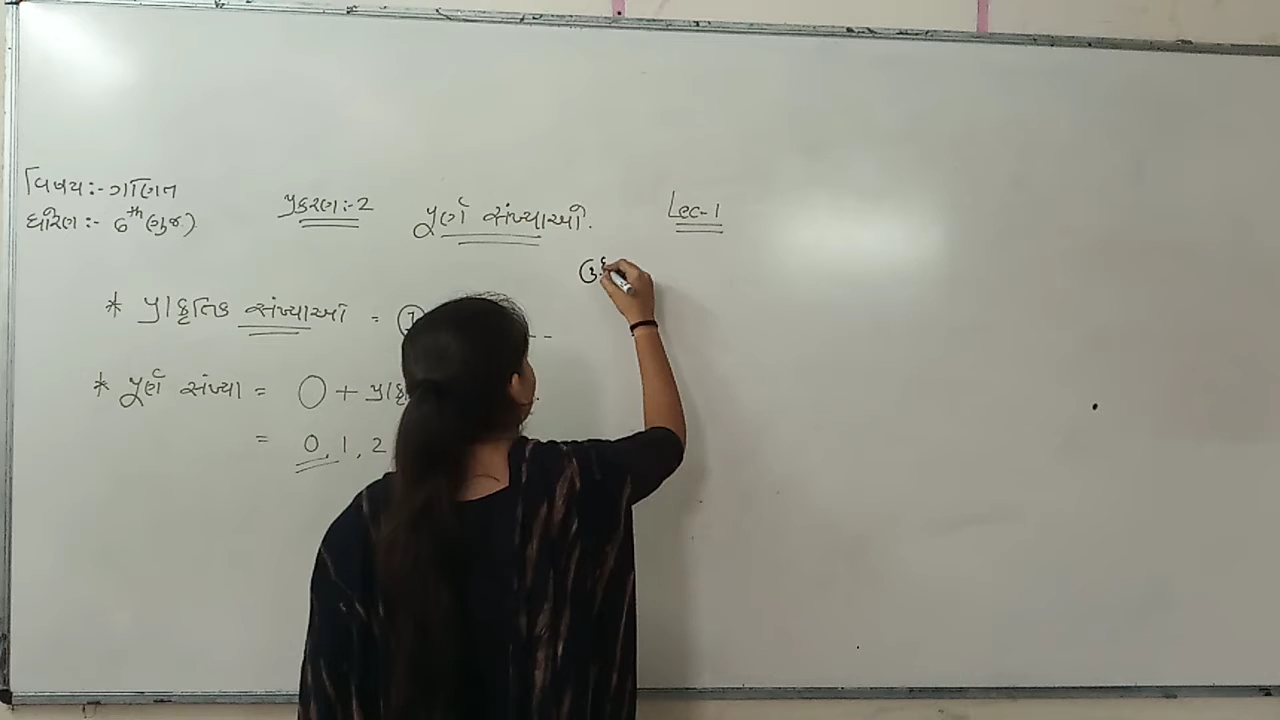 વિષય:- ગણિત
ધોરણ:- 6th (ગુજ.)
પ્રકરણ:-2
પૂર્ણ સંખ્યાઓ.
Lec-1
* પ્રાકૃતિક સંખ્યાઓ = 1
* પૂર્ણ સંખ્યા = 0 +
= 0, 1, 2